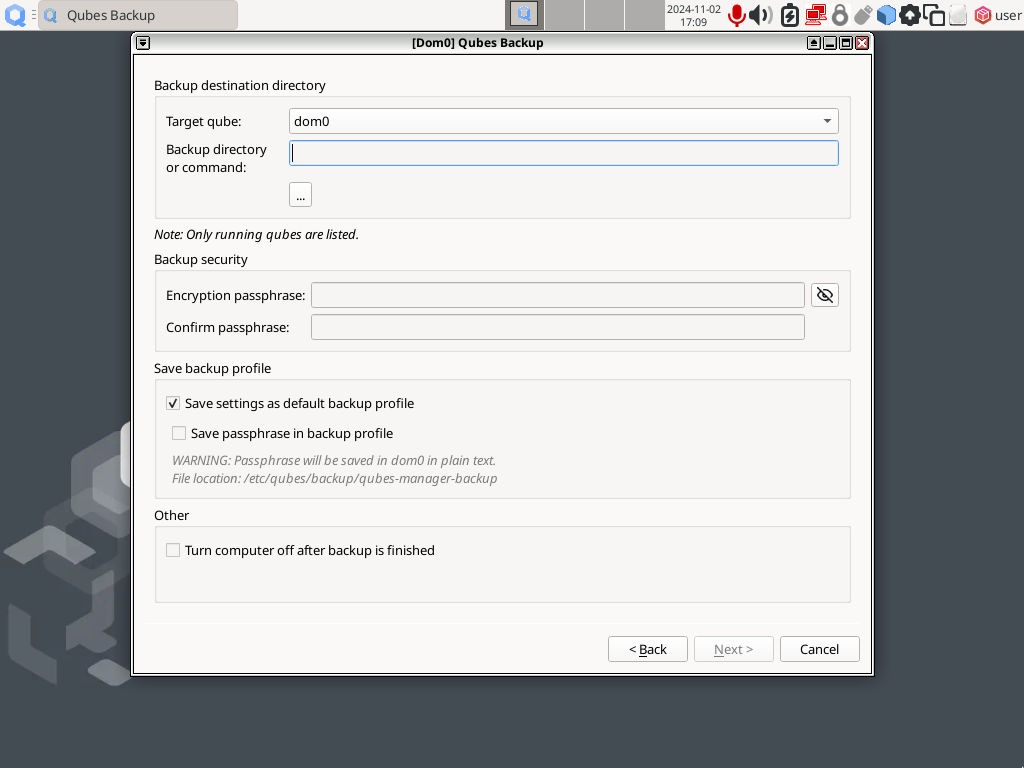 Qubes Backup
2024-11-02
17:09
user
[Dom0] Qubes Backup
Backup destination directory
Target qube:
dom0
Backup directory
or command:
...
Note: Only running qubes are listed.
Backup security
Encryption passphrase:
Confirm passphrase:
Save backup profile
Save settings as default backup profile
Save passphrase in backup profile
WARNING: Passphrase will be saved in dom0 in plain text.
File location: /etc/qubes/backup/qubes-manager-backup
Other
Turn computer off after backup is finished
< Back
Next >
Cancel